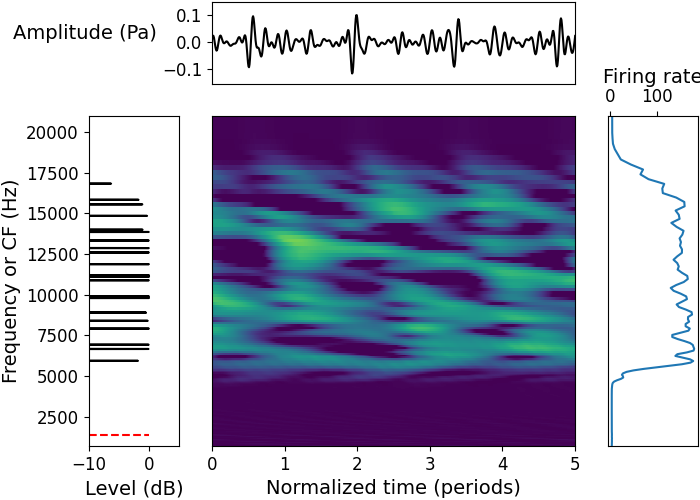 Amplitude (Pa)
0.1
0.0
−0.1
Firing rate
0 100
20000
17500
15000
12500
10000
7500
5000
2500
Frequency or CF (Hz)
−10 0
Level (dB)
0 1 2 3 4 5
Normalized time (periods)